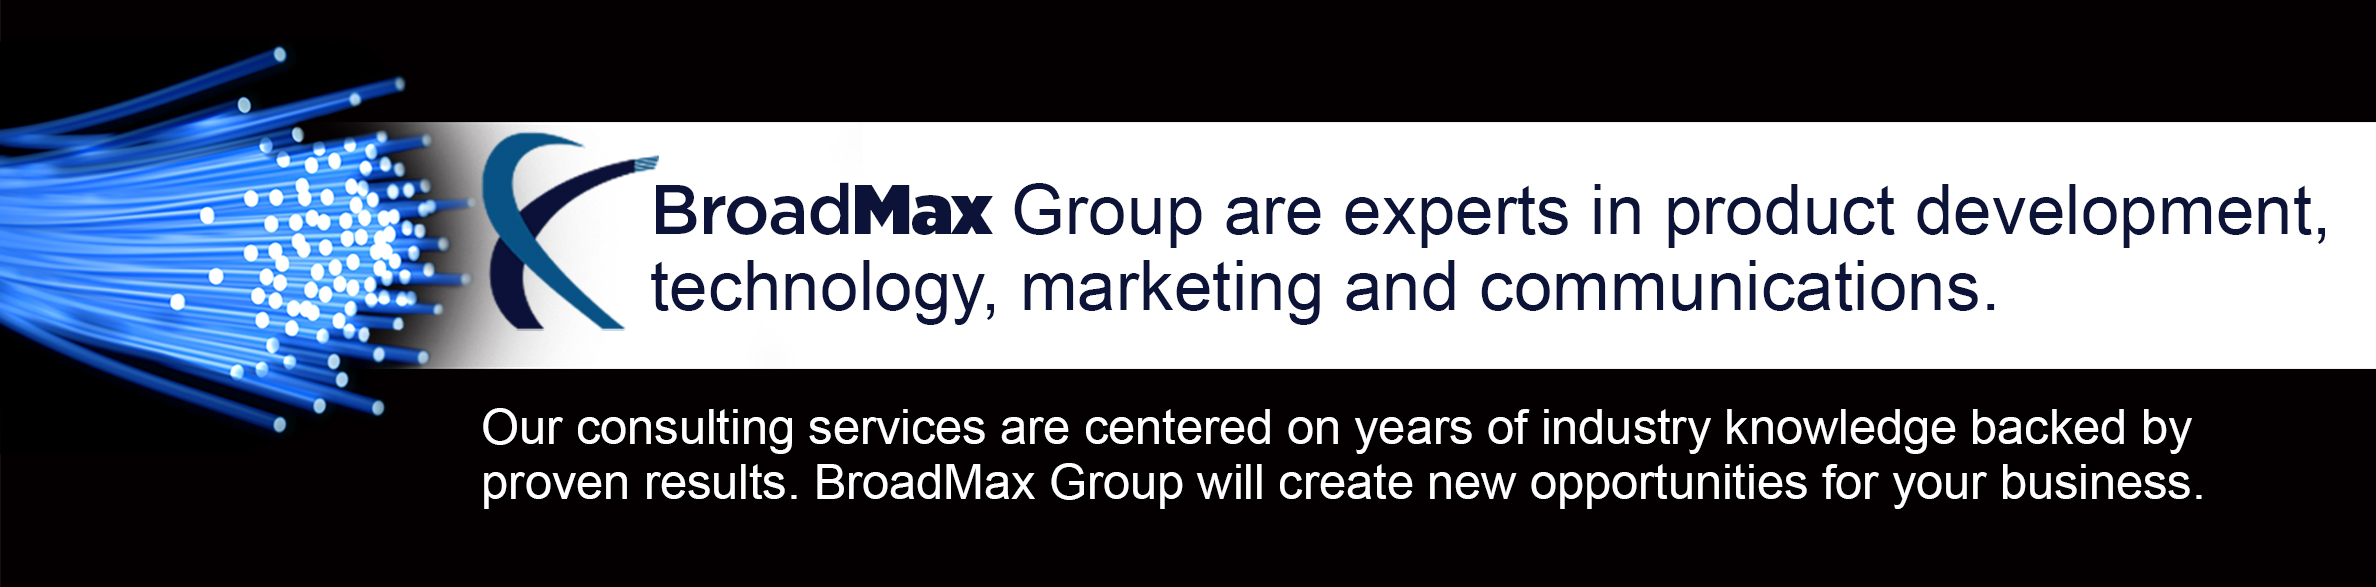 BroadMax Group are experts in product development,
technology, marketing and communications.
Our consulting services are centered on years of industry knowledge backed by
proven results. BroadMax Group will create new opportunities for your business.